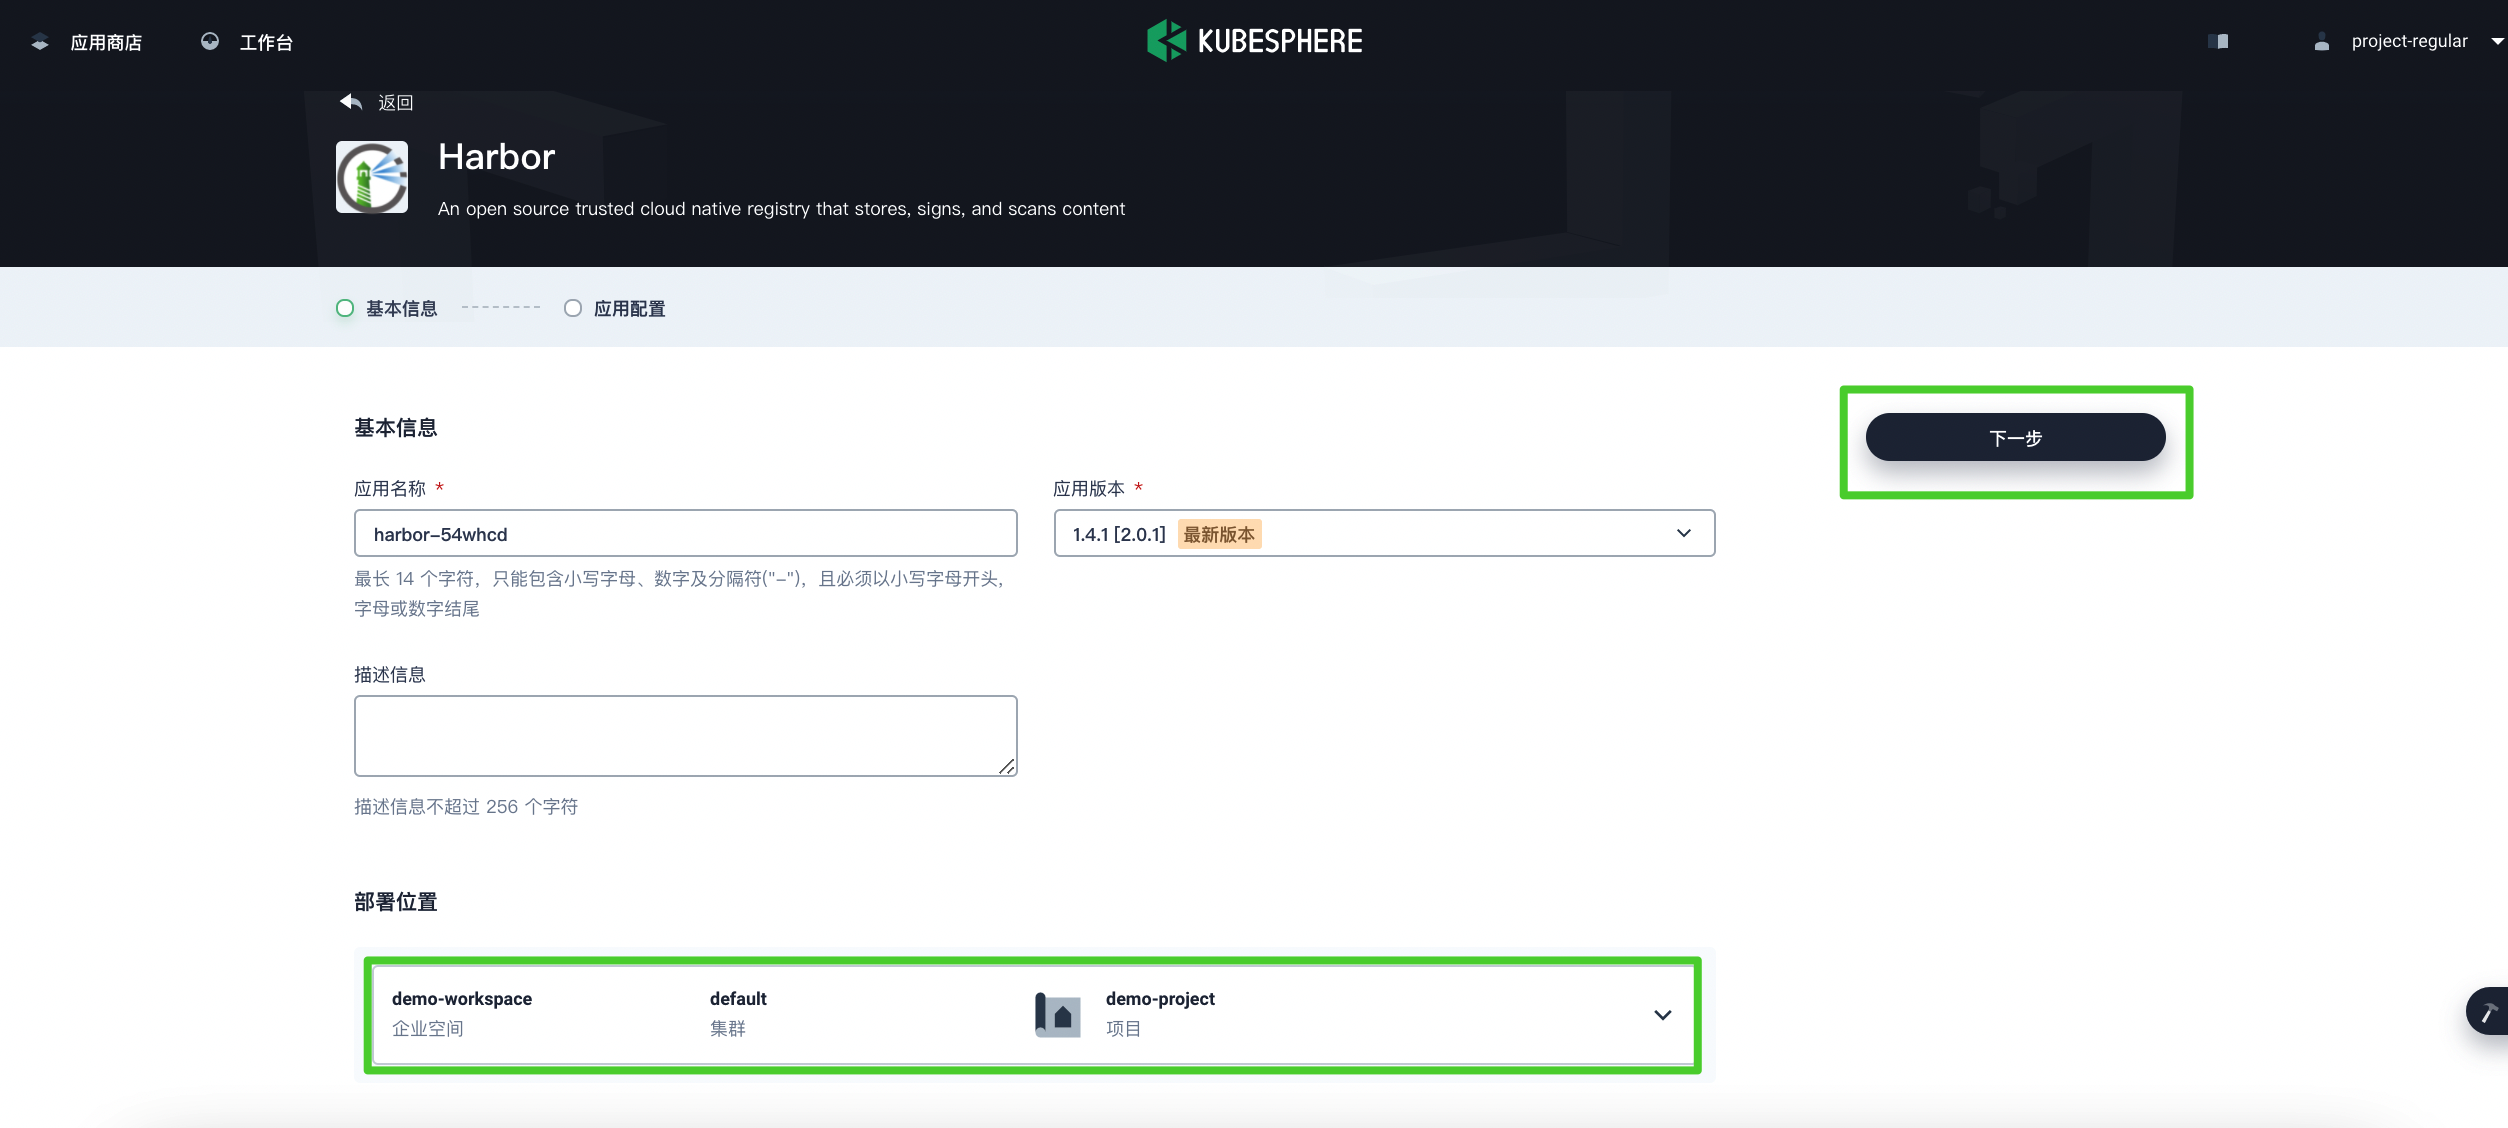 应用商店
工作台
KUBESPHERE
project-regular
返回
Harbor
An open source trusted cloud native registry that stores, signs, and scans content
基本信息
应用配置
基本信息
下一步
应用名称 *
应用版本 *
harbor-54whcd
1.4.1 [2.0.1] 最新版本
最长 14 个字符，只能包含小写字母、数字及分隔符("-")，且必须以小写字母开头，
字母或数字结尾
描述信息
描述信息不超过 256 个字符
部署位置
demo-workspace
企业空间
default
集群
demo-project
项目